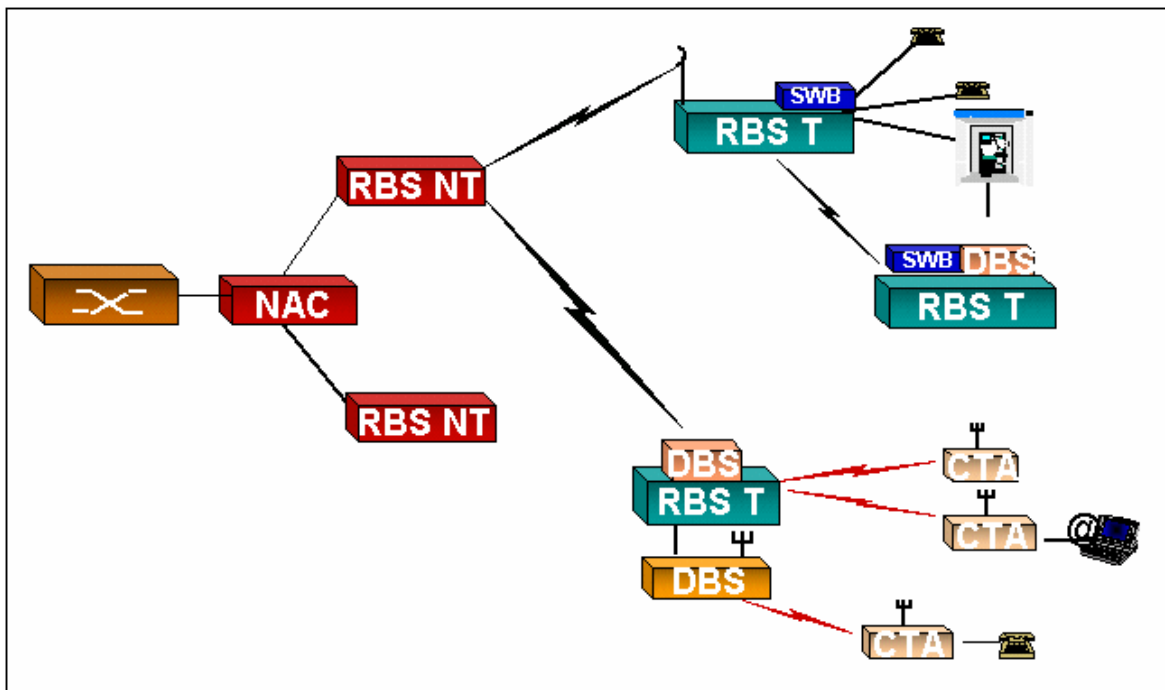 SWB
RBS T
RBS NT
SWB
DBS
RBS T
NAC
RBS NT
DBS
RBS T
CTA
CTA
@
DBS
CTA